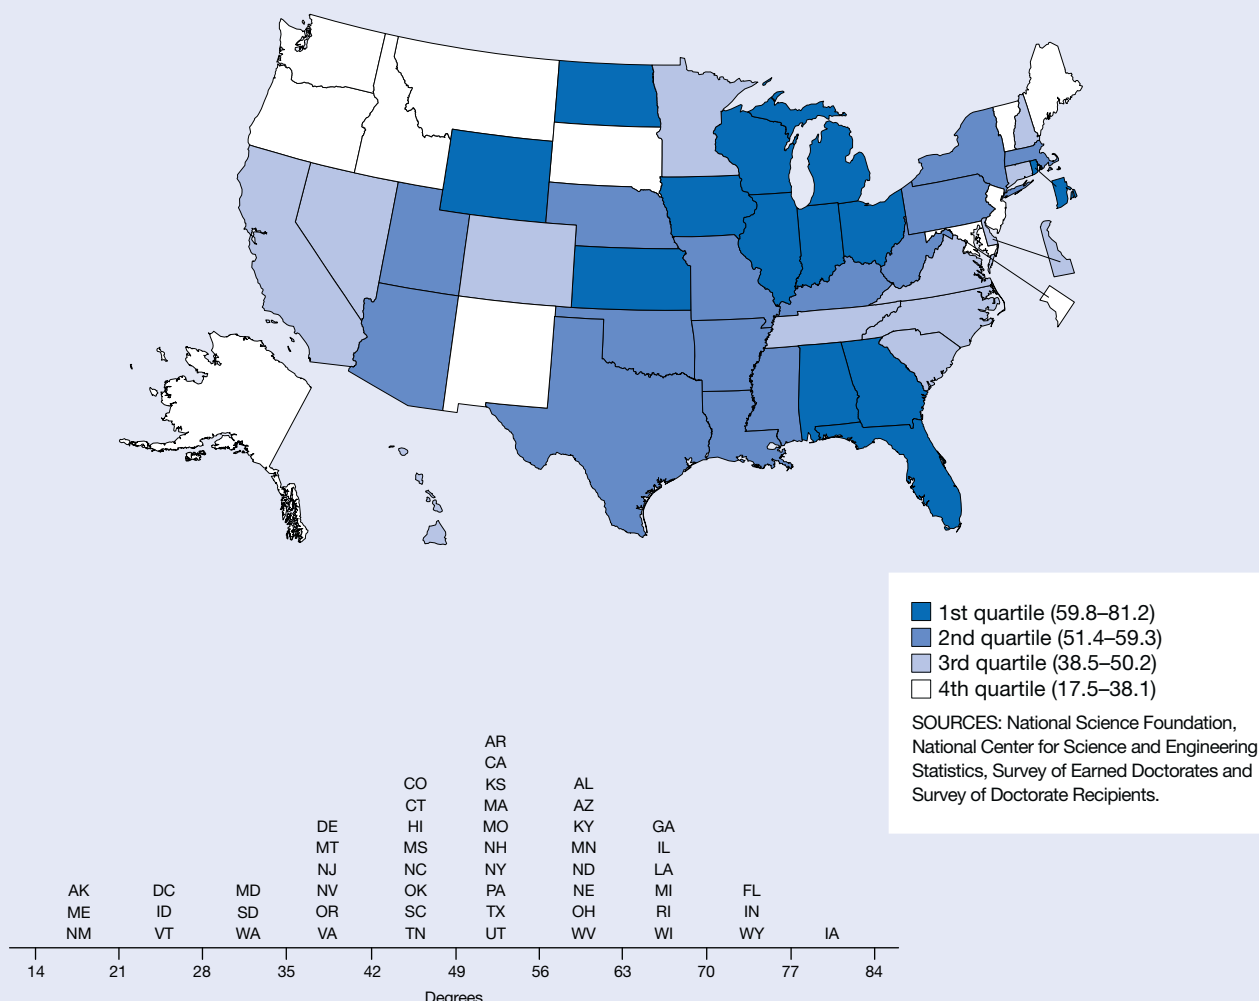 1st quartile (59.8–81.2)
2nd quartile (51.4–59.3)
3rd quartile (38.5–50.2)
4th quartile (17.5–38.1)
SOURCES: National Science Foundation,
National Center for Science and Engineering
Statistics, Survey of Earned Doctorates and
Survey of Doctorate Recipients.
AR
CA
CO KS AL
CT MA AZ
DE HI MO KY GA
MT MS NH MN IL
NJ NC NY ND LA
AK DC MD NV OK PA NE MI FL
ME ID SD OR SC TX OH RI IN
NM VT WA VA TN UT WV WI WY IA
14 21 28 35 42 49 56 63 70 77 84
Degrees